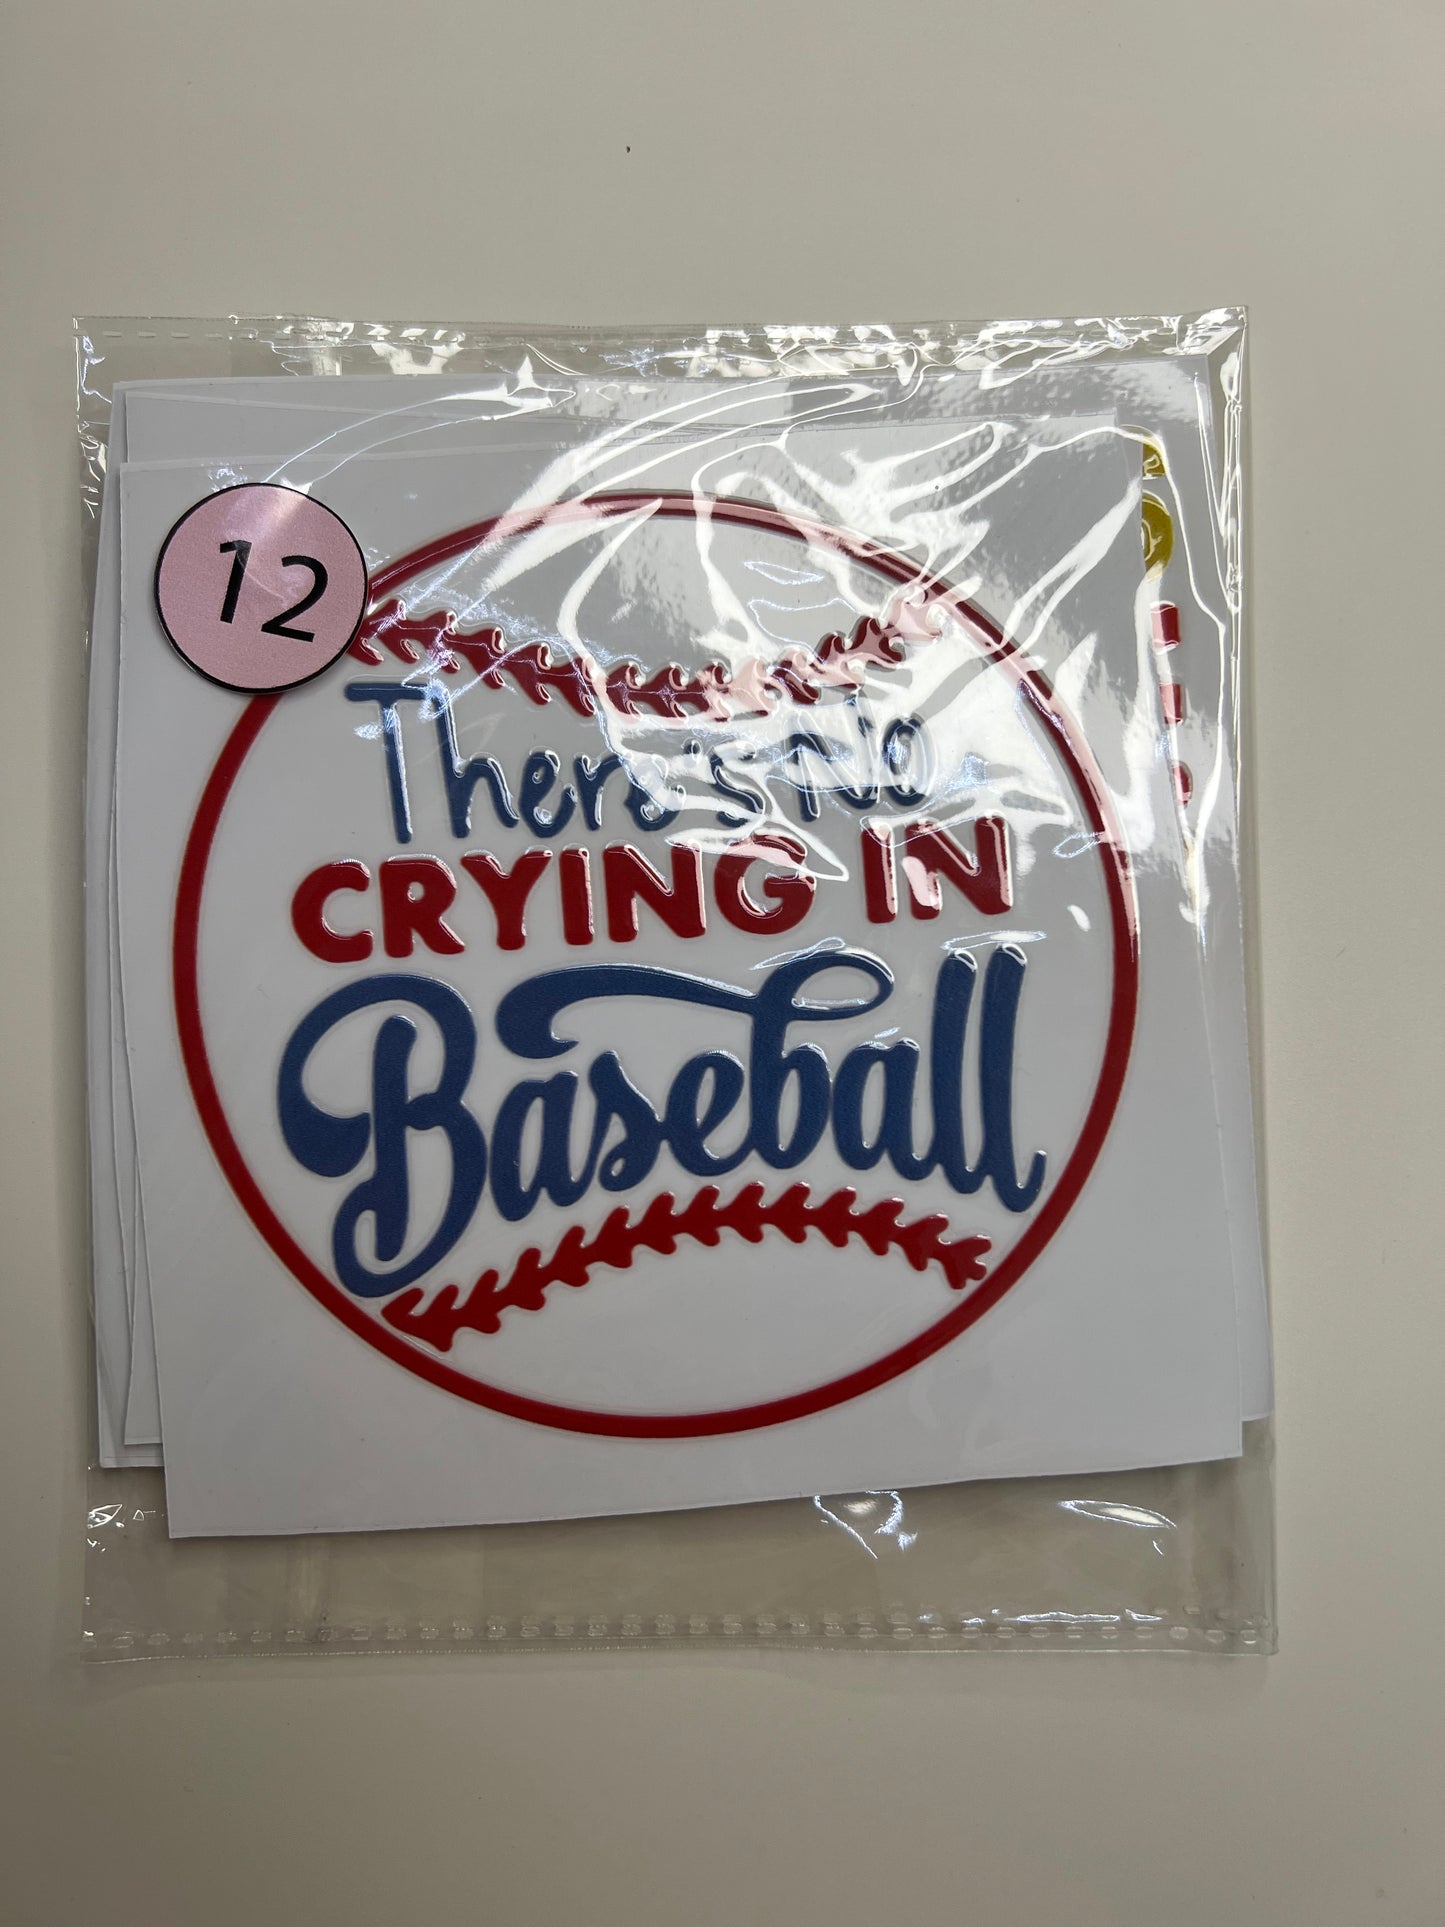 12
There's No
CRYING IN
Baseball